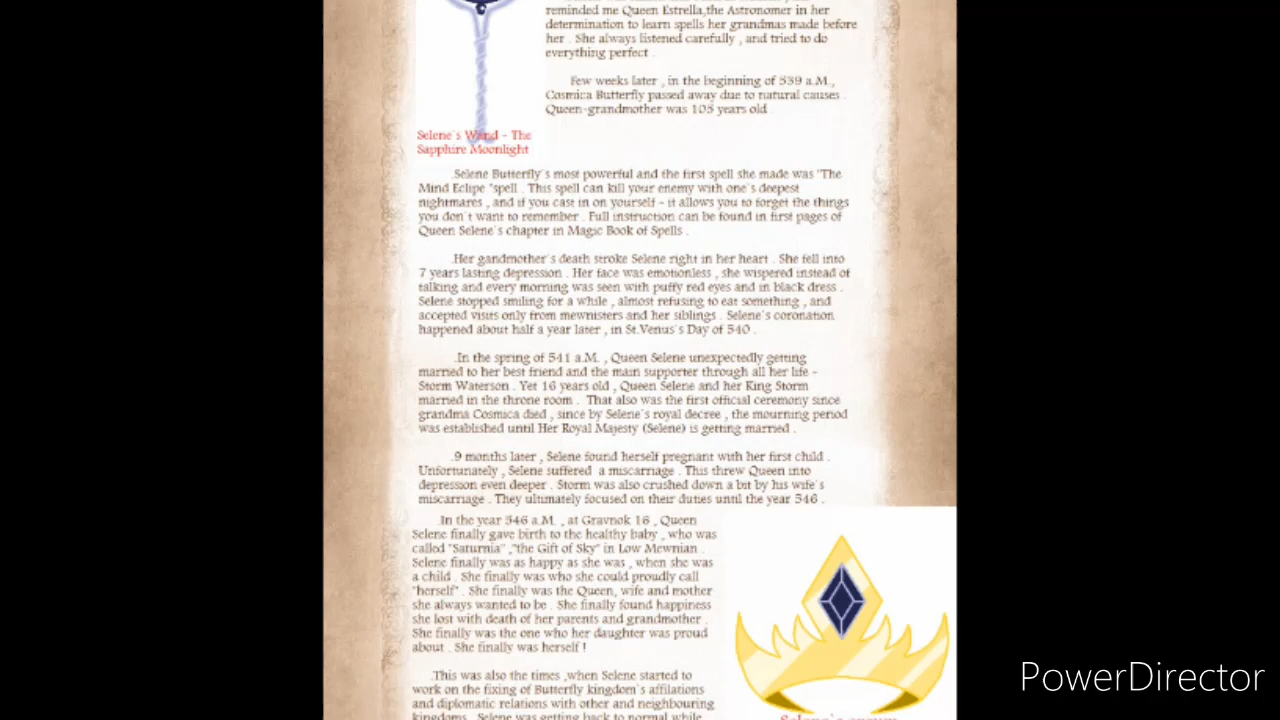 reminded me Queen Estrella,the Astronomer in her
determination to learn spells her grandmas made before
her . She always listened carefully , and tried to do
everything perfect .
Few weeks later , in the beginning of 539 a.M.,
Cosmica Butterfly passed away due to natural causes .
Queen-grandmother was 105 years old .
Selene`s Wand - The
Sapphire Moonlight
.Selene Butterfly`s most powerful and the first spell she made was "The
Mind Eclipe "spell . This spell can kill your enemy with one`s deepest
nightmares , and if you cast in on yourself - it allows you to forget the things
you don`t want to remember . Full instruction can be found in first pages of
Queen Selene`s chapter in Magic Book of Spells .
.Her gandmother`s death stroke Selene right in her heart . She fell into
7 years lasting depression . Her face was emotionless , she wispered instead of
talking and every morning was seen with puffy red eyes and in black dress .
Selene stopped smiling for a while , almost refusing to eat something , and
accepted visits only from mewnisters and her siblings . Selene`s coronation
happened about half a year later , in St.Venus`s Day of 540 .
.In the spring of 541 a.M. , Queen Selene unexpectedly getting
married to her best friend and the main supporter through all her life -
Storm Waterson . Yet 16 years old , Queen Selene and her King Storm
married in the throne room . That also was the first official ceremony since
grandma Cosmica died , since by Selene`s royal decree , the mourning period
was established until Her Royal Majesty (Selene) is getting married .
.9 months later , Selene found herself pregnant with her first child .
Unfortunately , Selene suffered a miscarriage . This threw Queen into
depression even deeper . Storm was also crushed down a bit by his wife`s
miscarriage . They ultimately focused on their duties until the year 546 .
.In the year 546 a.M. , at Gravnok 16 , Queen
Selene finally gave birth to the healthy baby , who was
called "Saturnia" ,"the Gift of Sky" in Low Mewnian .
Selene finally was as happy as she was , when she was
a child . She finally was who she could proudly call
"herself" . She finally was the Queen, wife and mother
she always wanted to be . She finally found happiness
she lost with death of her parents and grandmother .
She finally was the one who her daughter was proud
about . She finally was herself !
.This was also the times ,when Selene started to
work on the fixing of Butterfly kingdom`s affilations
and diplomatic relations with other and neighbouring
kingdoms . Selene was getting back to normal while
Selene`s crown
PowerDirector